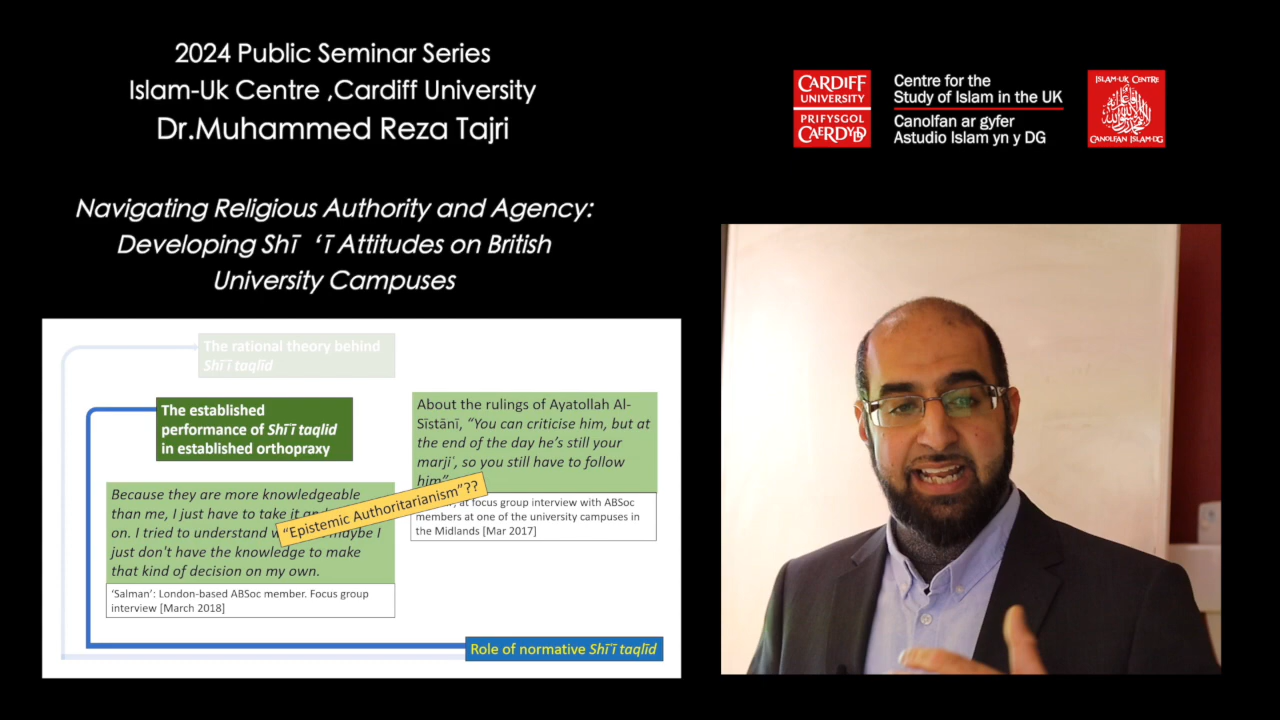 2024 Public Seminar Series
Islam-Uk Centre ,Cardiff University
Dr.Muhammed Reza Tajri
Navigating Religious Authority and Agency:
Developing Shī ‘ī Attitudes on British
University Campuses
CARDIFF
UNIVERSITY
PRIFYSGOL
CAERDYDD
Centre for the
Study of Islam in the UK
Canolfan ar gyfer
Astudio Islam yn y DG
ISLAM-UK CENTRE
CANOLFAN ISLAM-DG
The rational theory behind
Shīʿī taqlīd
The established
performance of Shīʿī taqlid
in established orthopraxy
Because they are more knowledgeable
than me, I just have to take it
on. I tried to understand maybe I
just don't have the knowledge to make
that kind of decision on my own.
‘Salman’: London-based ABSoc member. Focus group
interview [March 2018]
About the rulings of Ayatollah Al-
Sīstānī, “You can criticise him, but at
the end of the day he’s still your
marjiʿ, so you still have to follow
him”
“Epistemic Authoritarianism”??
at focus group interview with ABSoc
members at one of the university campuses in
the Midlands [Mar 2017]
Role of normative Shīʿī taqlīd